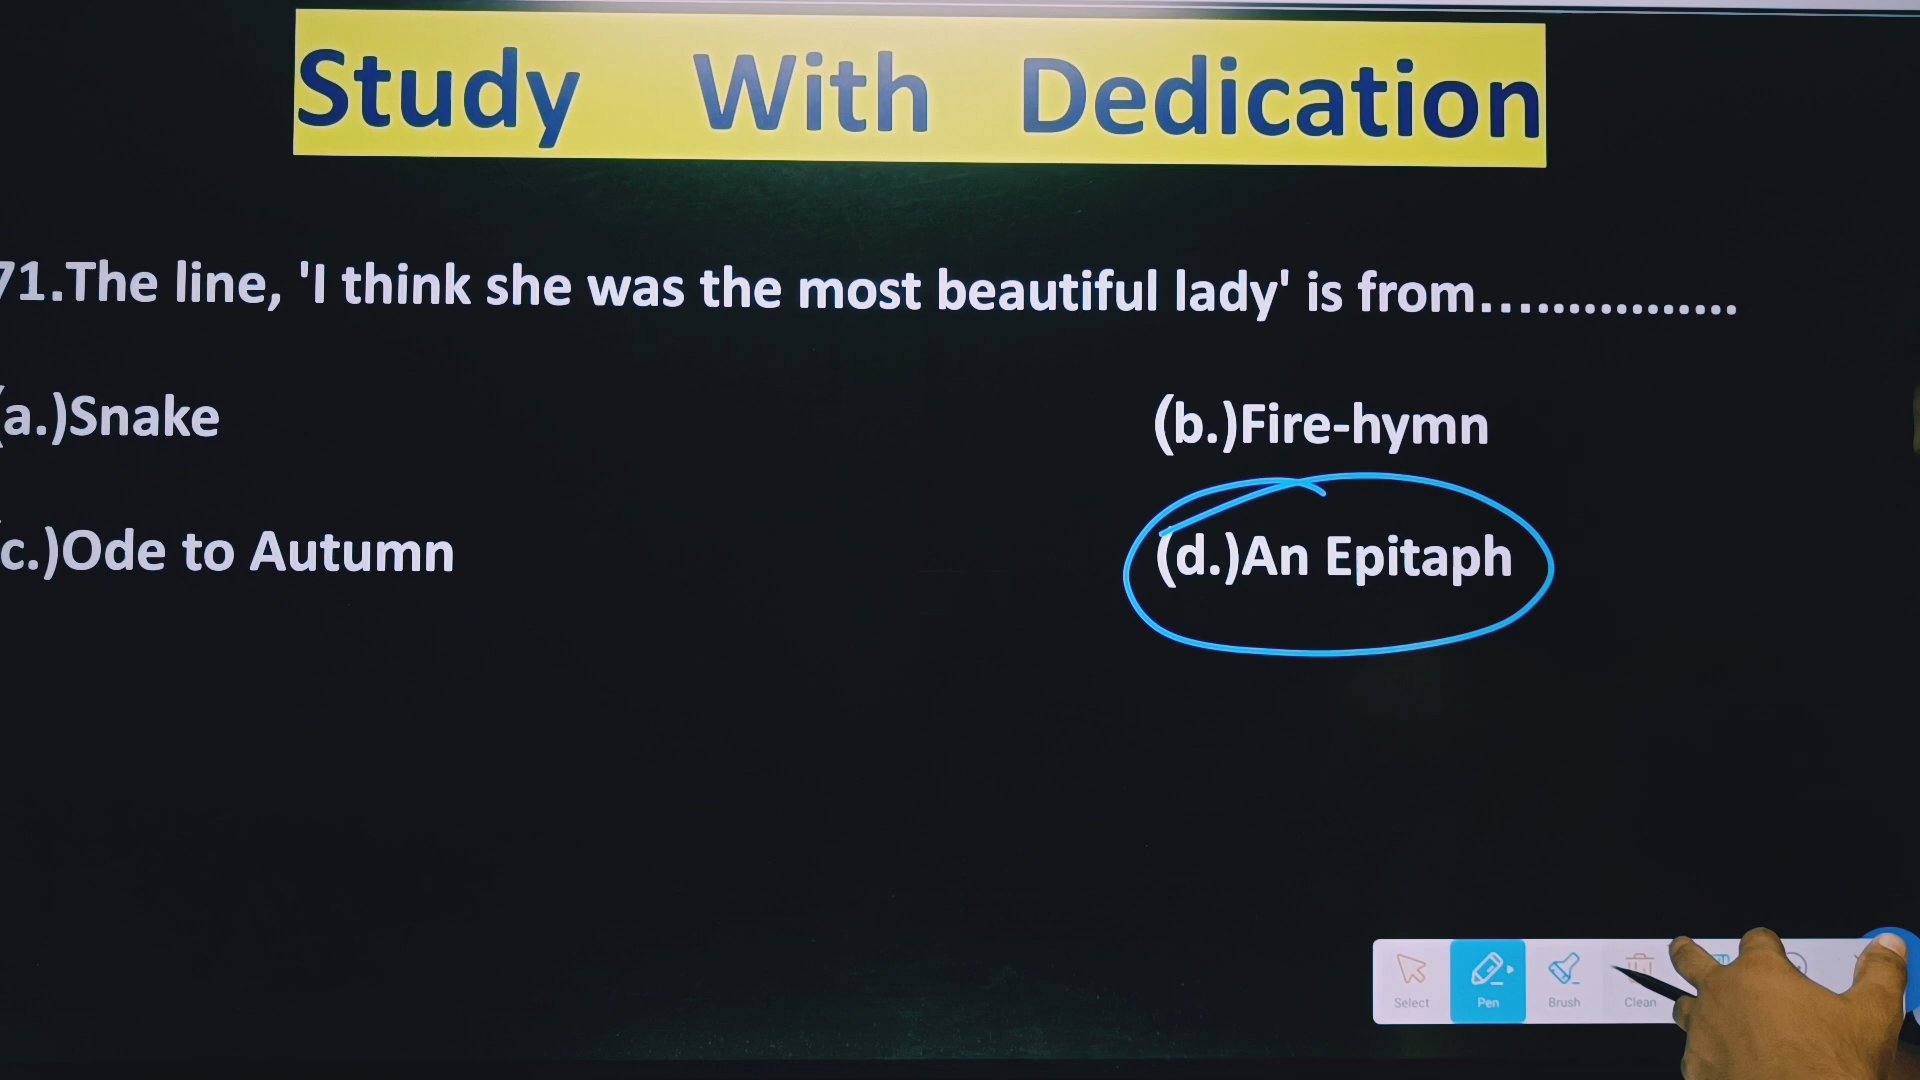 Study With Dedication
71.The line, 'I think she was the most beautiful lady' is from..................
(a.)Snake
(b.)Fire-hymn
c.)Ode to Autumn
(d.)An Epitaph
Select
Pen
Brush
Clean